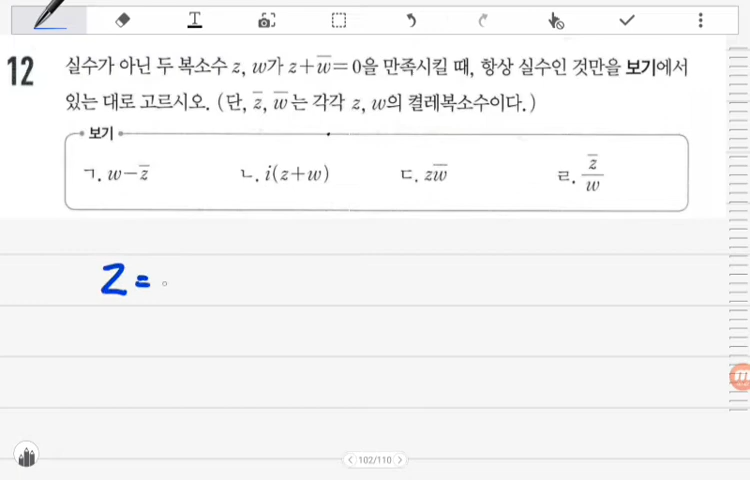 12 실수가 아닌 두 복소수 z, w가 z+w̅=0을 만족시킬 때, 항상 실수인 것만을 보기에서
있는 대로 고르시오. (단, z̅, w̅는 각각 z, w의 켤레복소수이다.)
보기
ㄱ. w−z̅ ㄴ. i(z+w) ㄷ. zw̅ ㄹ. z̅/w
Z =
102/110